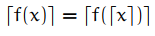 ⌈f(x)⌉ = ⌈f(⌈x⌉)⌉